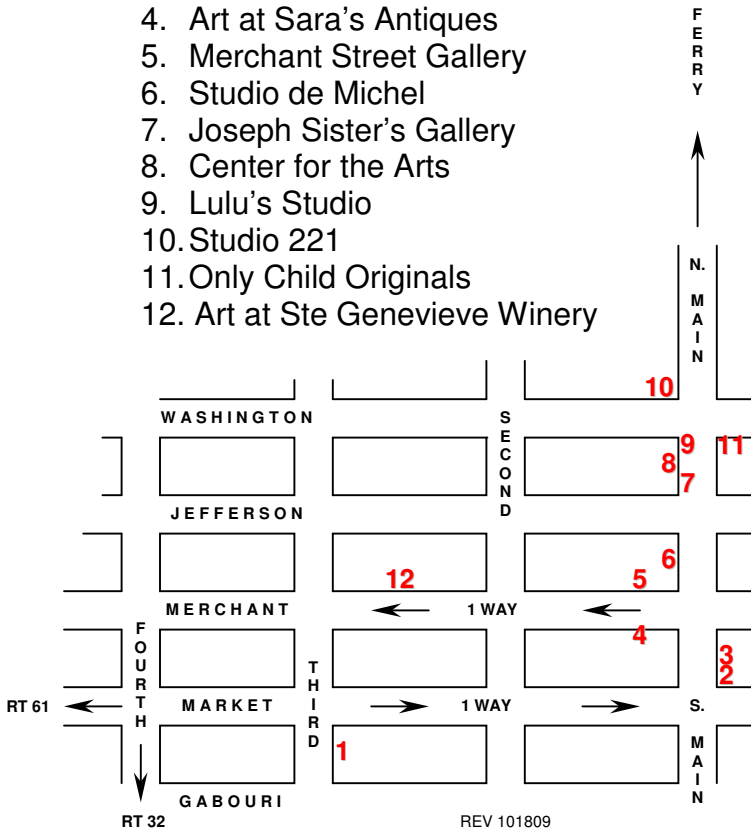 4. Art at Sara's Antiques
5. Merchant Street Gallery
6. Studio de Michel
7. Joseph Sister's Gallery
8. Center for the Arts
9. Lulu's Studio
10. Studio 221
11. Only Child Originals
12. Art at Ste Genevieve Winery
FERRY
N. MAIN
10
WASHINGTON
SECOND
9
11
8
7
JEFFERSON
6
12
5
MERCHANT
1 WAY
FOURTH
4
THIRD
3
2
RT 61
MARKET
1 WAY
S. MAIN
1
GABOURI
RT 32
REV 101809